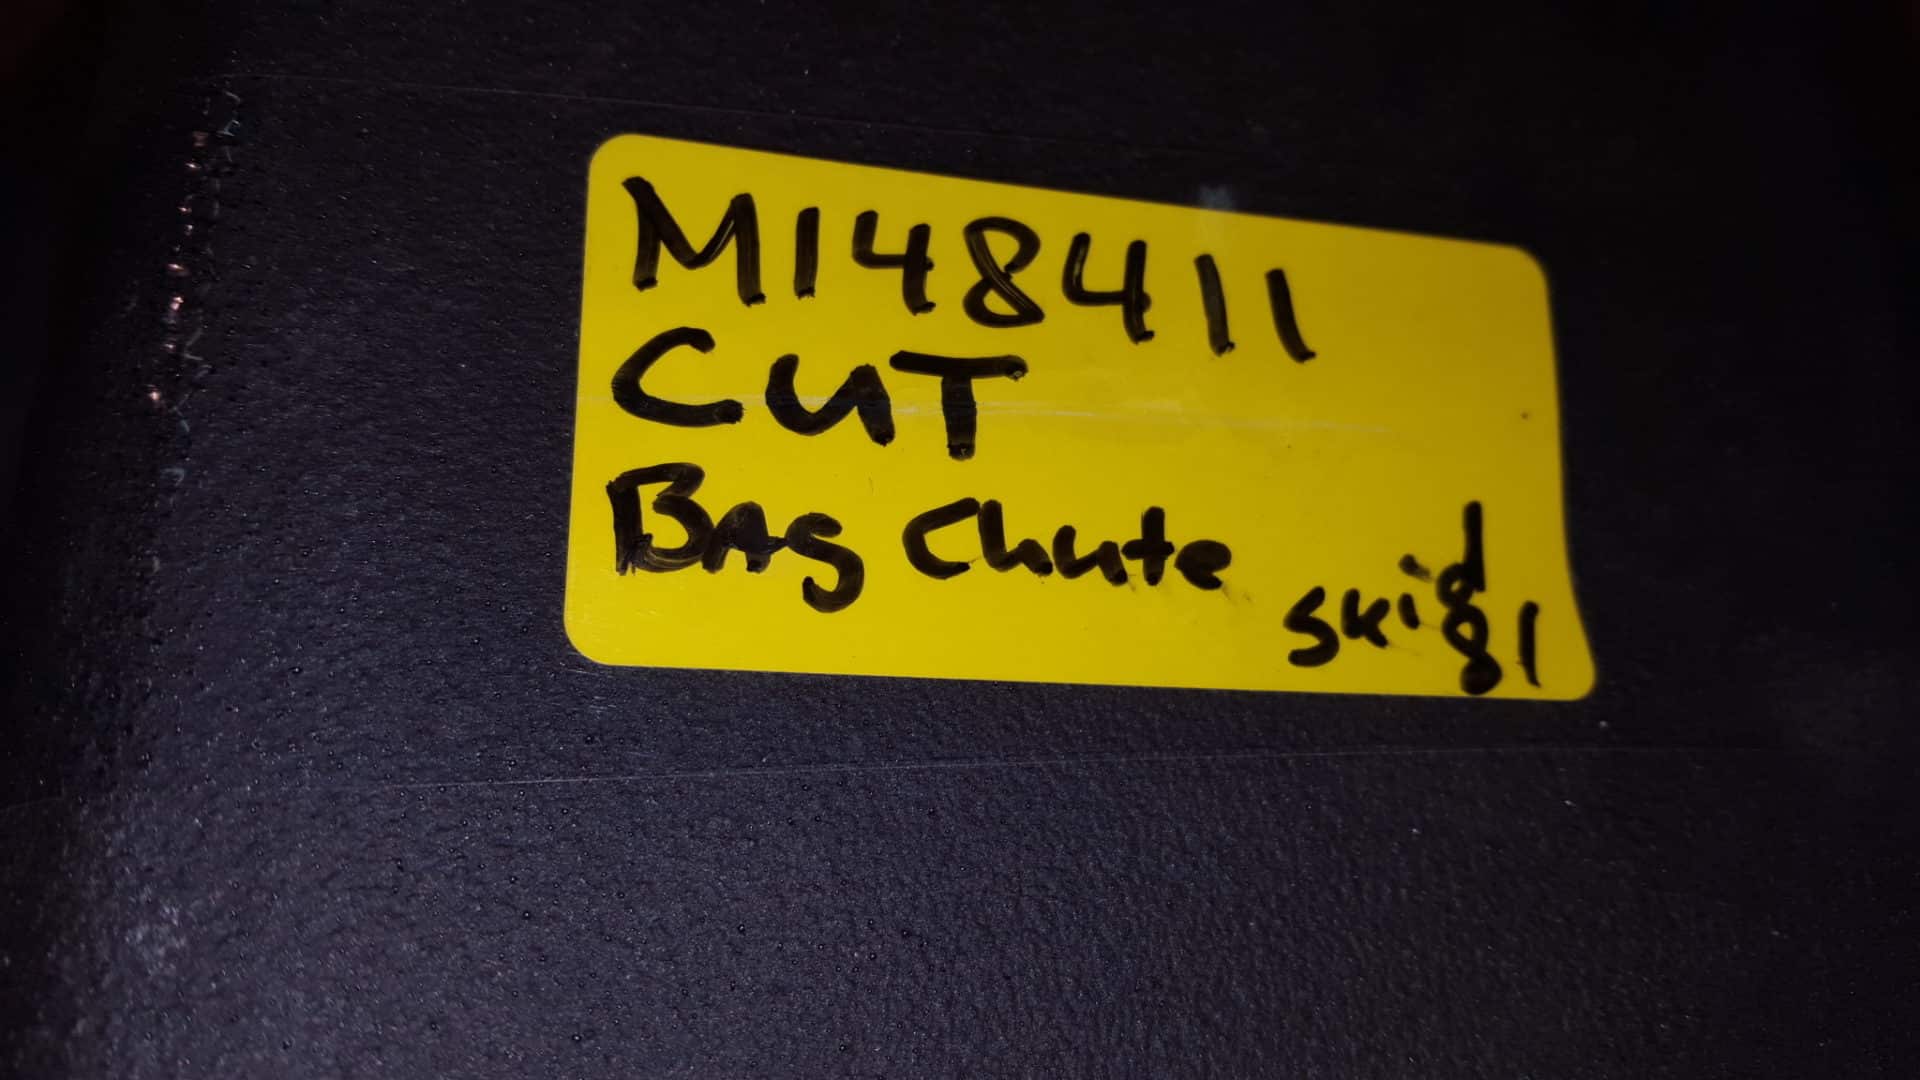 M148411
CUT
BAg Chute
skid
81